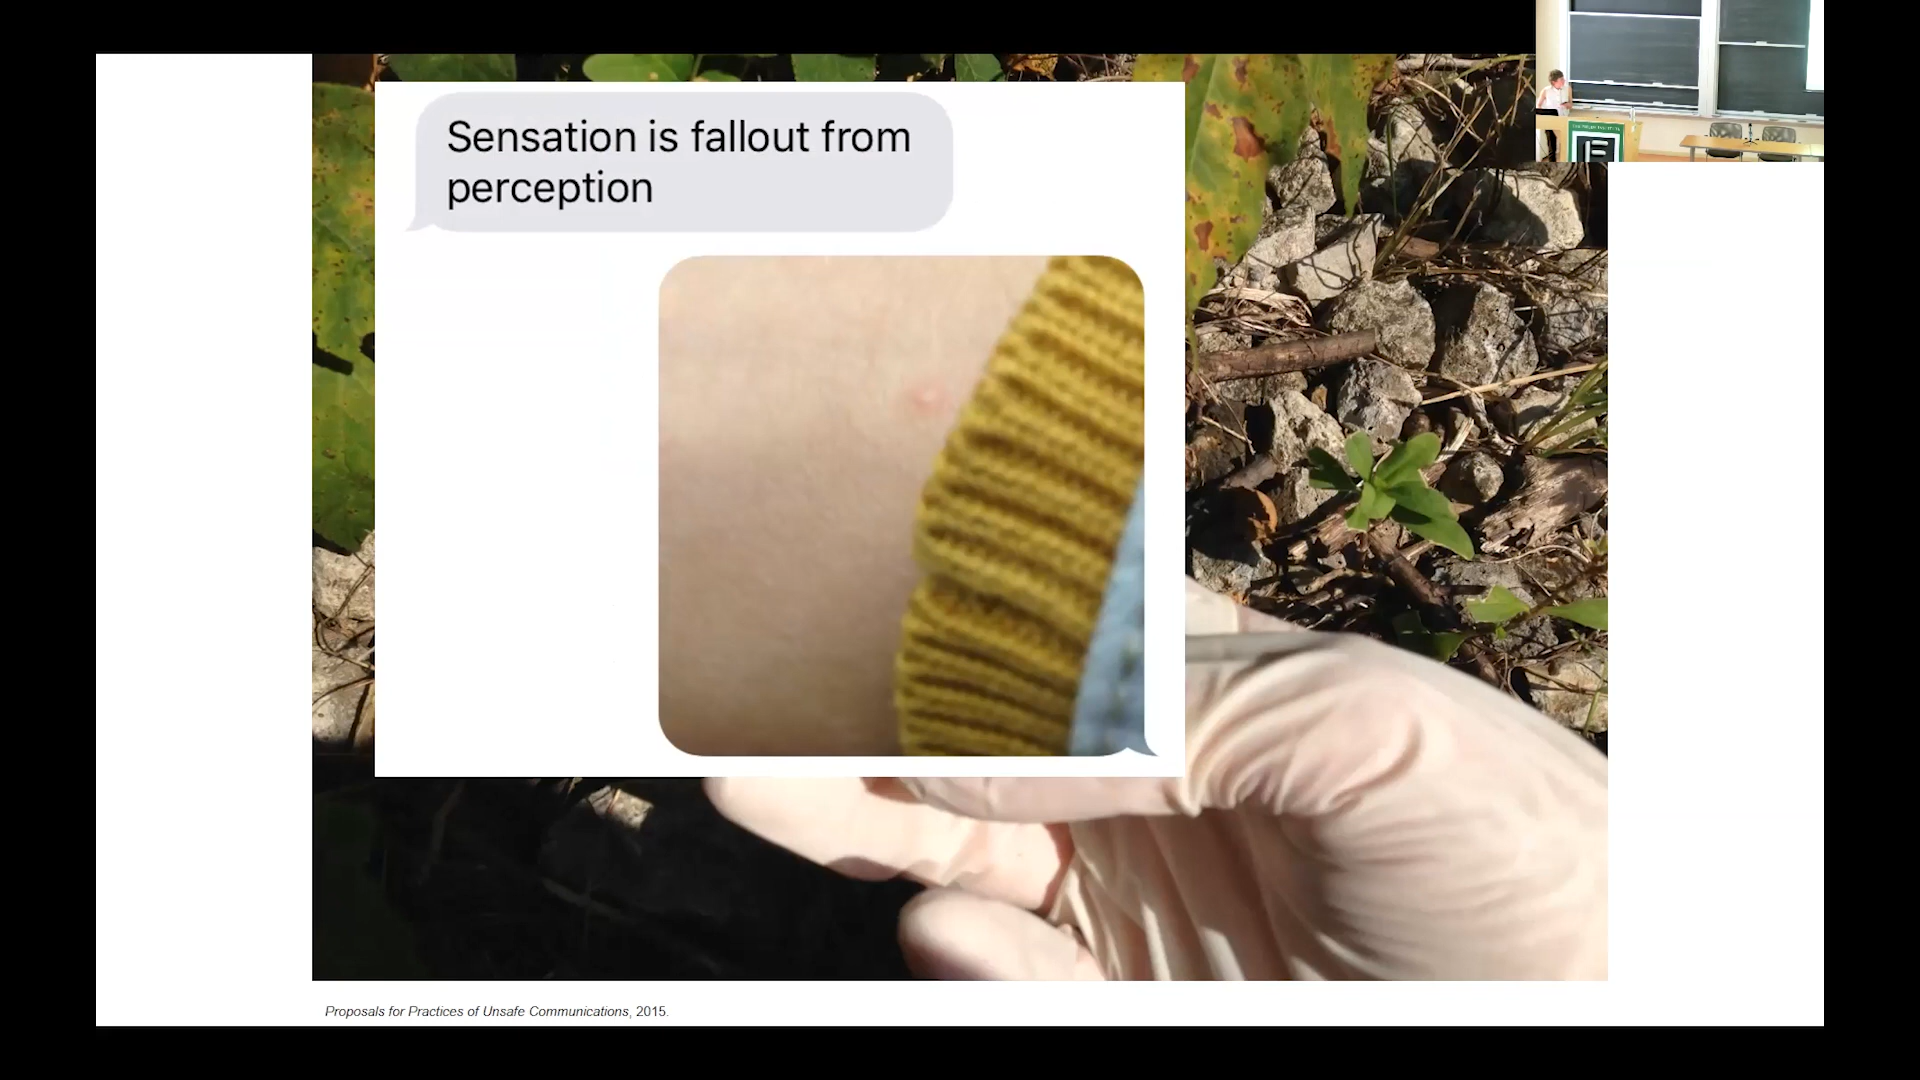 Sensation is fallout from
perception
Proposals for Practices of Unsafe Communications, 2015.